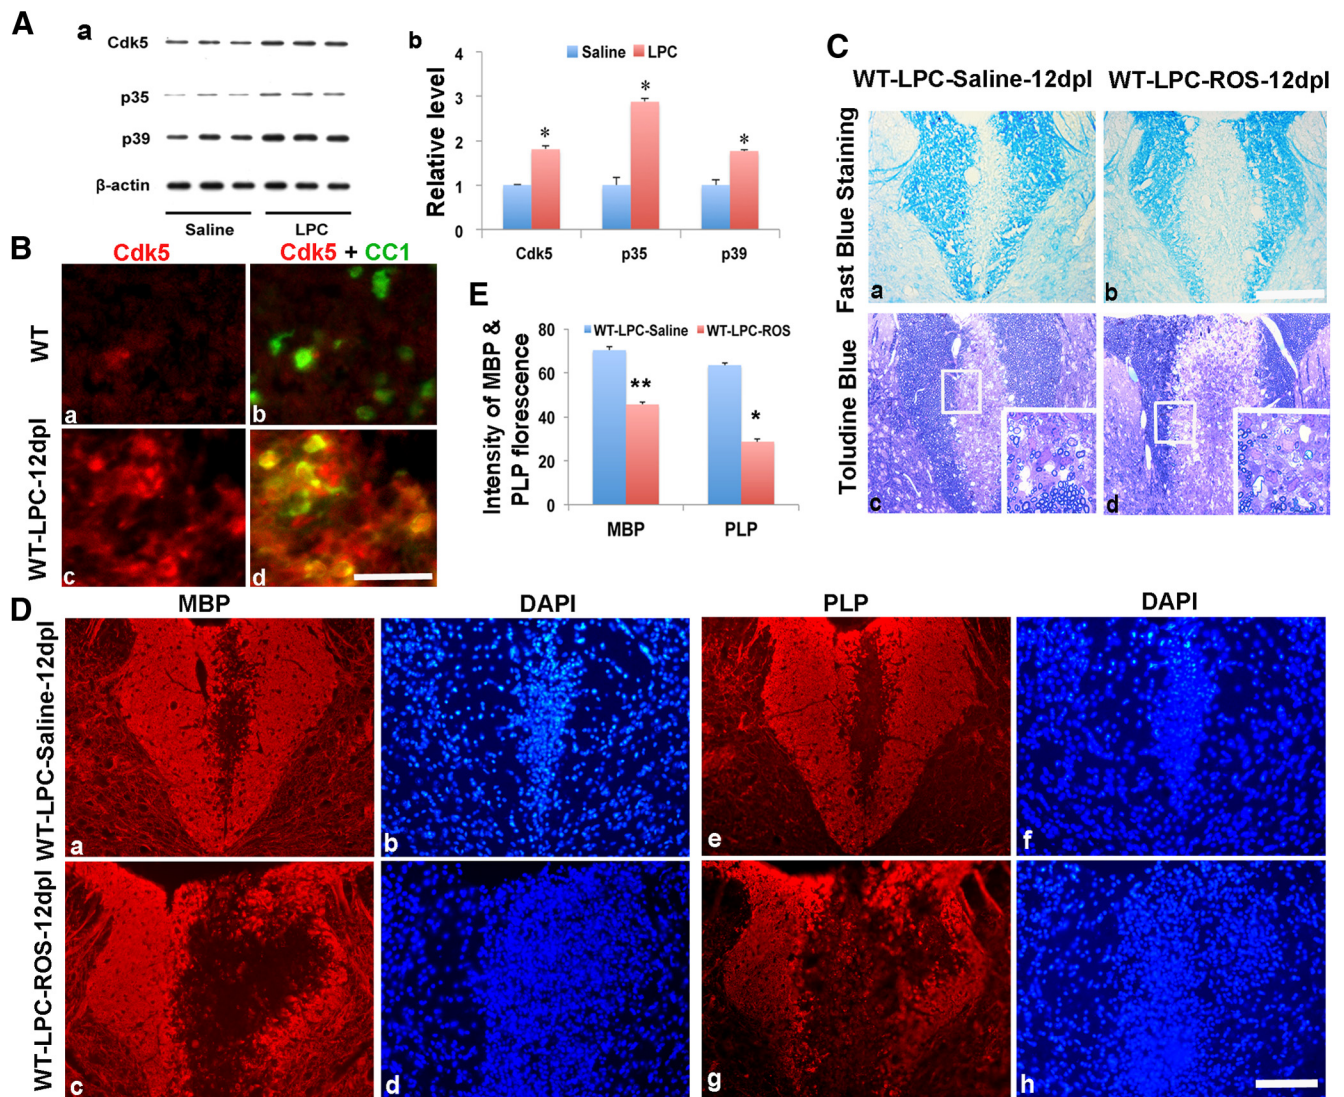 A
a
Cdk5
p35
p39
β-actin
Saline
LPC
b
Saline
LPC
Relative level
4
3
2
1
0
*
*
*
Cdk5
p35
p39
B
Cdk5
Cdk5 + CC1
WT
WT-LPC-12dpl
a
b
c
d
C
WT-LPC-Saline-12dpl
WT-LPC-ROS-12dpl
Fast Blue Staining
Toludine Blue
a
b
c
d
E
WT-LPC-Saline
WT-LPC-ROS
Intensity of MBP &
PLP florescence
80
60
40
20
0
**
*
MBP
PLP
D
MBP
DAPI
PLP
DAPI
WT-LPC-Saline-12dpl
WT-LPC-ROS-12dpl
a
b
e
f
c
d
g
h